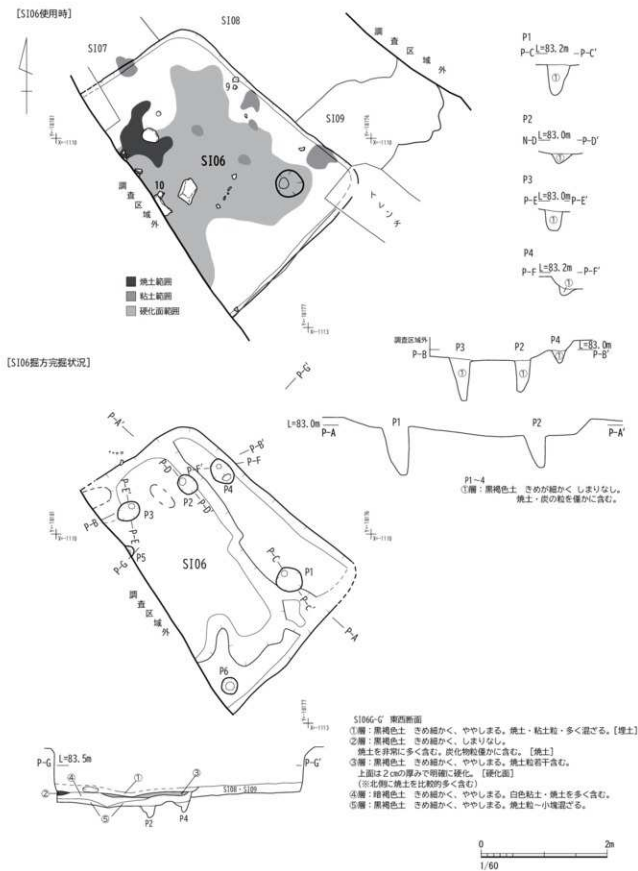 [SI06使用時]
SI08
SI07
調査区域外
SI09
9
SI06
10
調査区域外
トレンチ
焼土範囲
粘土範囲
硬化面範囲
P1
P-C L=83.2m -P-C'
①
P2
N-D L=83.0m -P-D'
①
P3
P-E L=83.0m P-E'
①
P4
P-F L=83.2m -P-F'
①
調査区域外
P3
P2
P4
P-B
L=83.0m
P-B'
①
①
①
L=83.0m
P-A
P1
P2
P-A'
P1~4
①層:黒褐色土 きめが細かく しまりなし。
焼土・炭の粒を僅かに含む。
[SI06掘方完掘状況]
P-G'
P-A'
P-B'
P-F
P-F'
P-D
P4
P2
P-D'
P-E'
P3
P-B
P-E
P5
P-G
SI06
P-C
P1
P-C'
P-A
調査区域外
P6
SI06G-G' 東西断面
①層:黒褐色土 きめ細かく、ややしまる。焼土・粘土粒・多く混ざる。[埋土]
②層:黒褐色土 きめ細かく、しまりなし。
焼土を非常に多く含む。炭化物粒僅かに含む。 [焼土]
③層:黒褐色土 きめ細かく、ややしまる。焼土粒若干含む。
上面は2㎝の厚みで明確に硬化。 [硬化面]
(※北側に焼土を比較的多く含む)
④層:暗褐色土 きめ細かく、ややしまる。白色粘土・焼土を多く含む。
⑤層:黒褐色土 きめ細かく、ややしまる。焼土粒~小塊混ざる。
P-G
L=83.5m
P-G'
④
①
③
②
SI08・SI09
⑤
P2
P4
0 2m
1/60